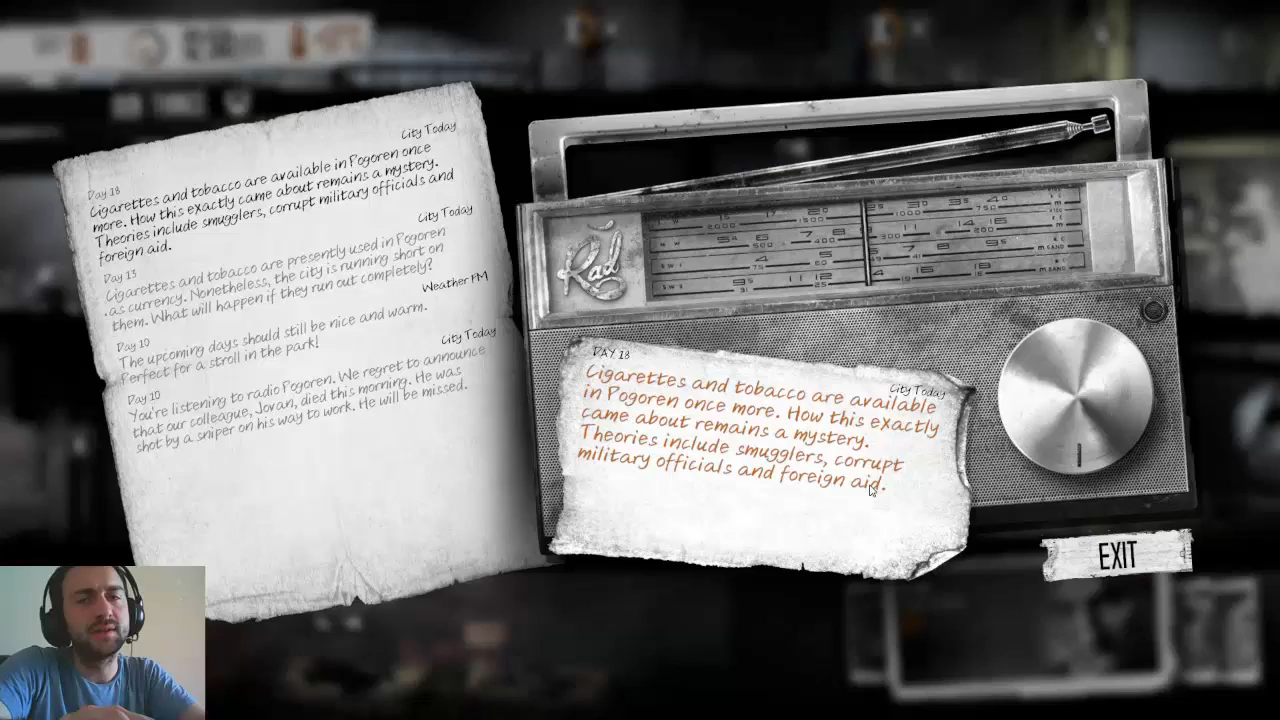 City Today
Day 18
Cigarettes and tobacco are available in Pogoren once
more. How this exactly came about remains a mystery.
Theories include smugglers, corrupt military officials and
foreign aid.
City Today
Day 13
Cigarettes and tobacco are presently used in Pogoren
as currency. Nonetheless, the city is running short on
them. What will happen if they run out completely?
Weather FM
Day 10
The upcoming days should still be nice and warm.
Perfect for a stroll in the park!
City Today
Day 10
You're listening to radio Pogoren. We regret to announce
that our colleague, Jovan, died this morning. He was
shot by a sniper on his way to work. He will be missed.
Rad
DAY 18
City Today
Cigarettes and tobacco are available
in Pogoren once more. How this exactly
came about remains a mystery.
Theories include smugglers, corrupt
military officials and foreign aid.
EXIT